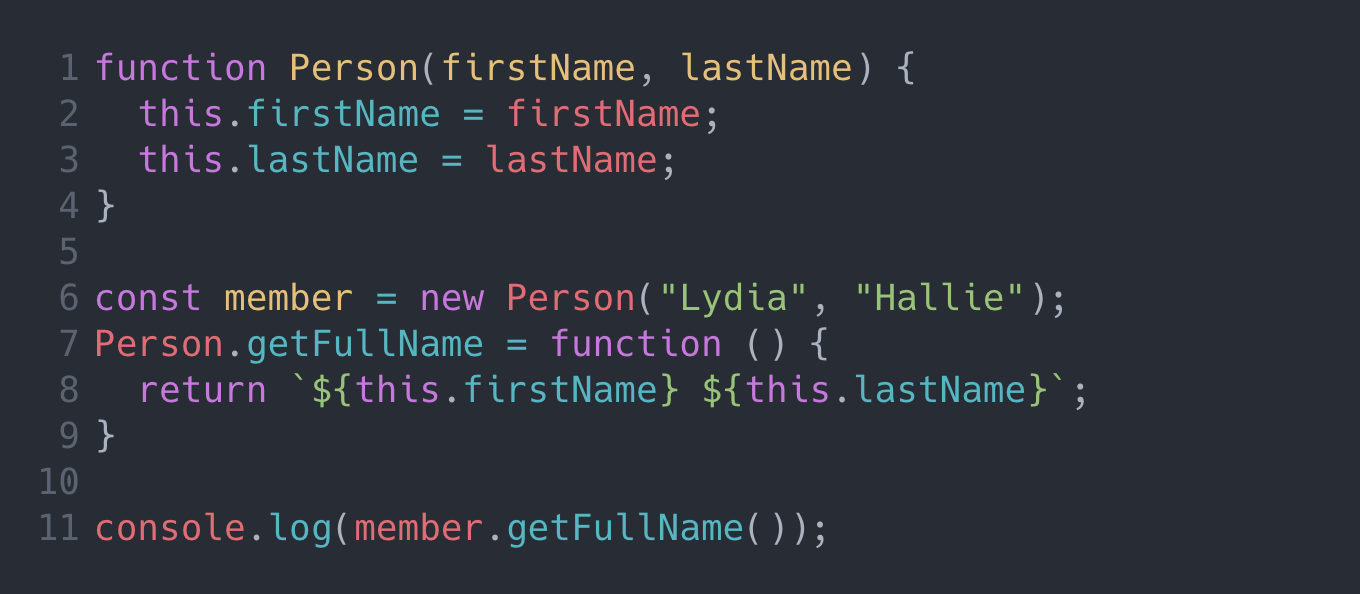 1 function Person(firstName, lastName) {
2   this.firstName = firstName;
3   this.lastName = lastName;
4 }
5
6 const member = new Person("Lydia", "Hallie");
7 Person.getFullName = function () {
8   return `${this.firstName} ${this.lastName}`;
9 }
10
11 console.log(member.getFullName());